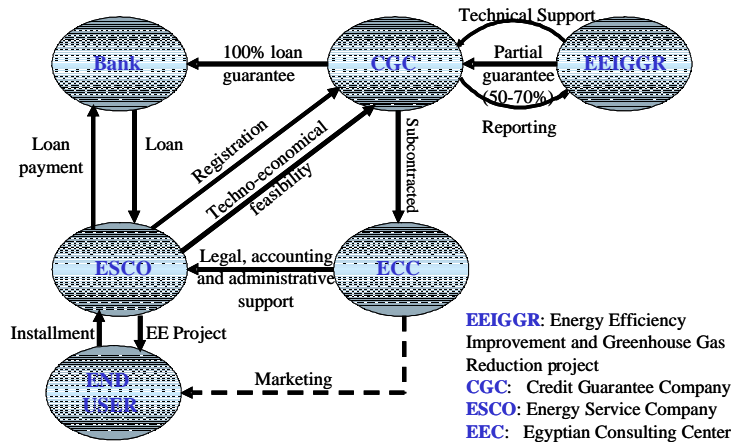 Technical Support
Bank
100% loan
guarantee
CGC
Partial
guarantee
(50-70%)
EEIGGR
Reporting
Loan
payment
Loan
Registration
Techno-economical
feasibility
Subcontracted
ESCO
Legal, accounting
and administrative
support
ECC
Installment
EE Project
END
USER
Marketing
EEIGGR: Energy Efficiency
Improvement and Greenhouse Gas
Reduction project
CGC: Credit Guarantee Company
ESCO: Energy Service Company
EEC: Egyptian Consulting Center